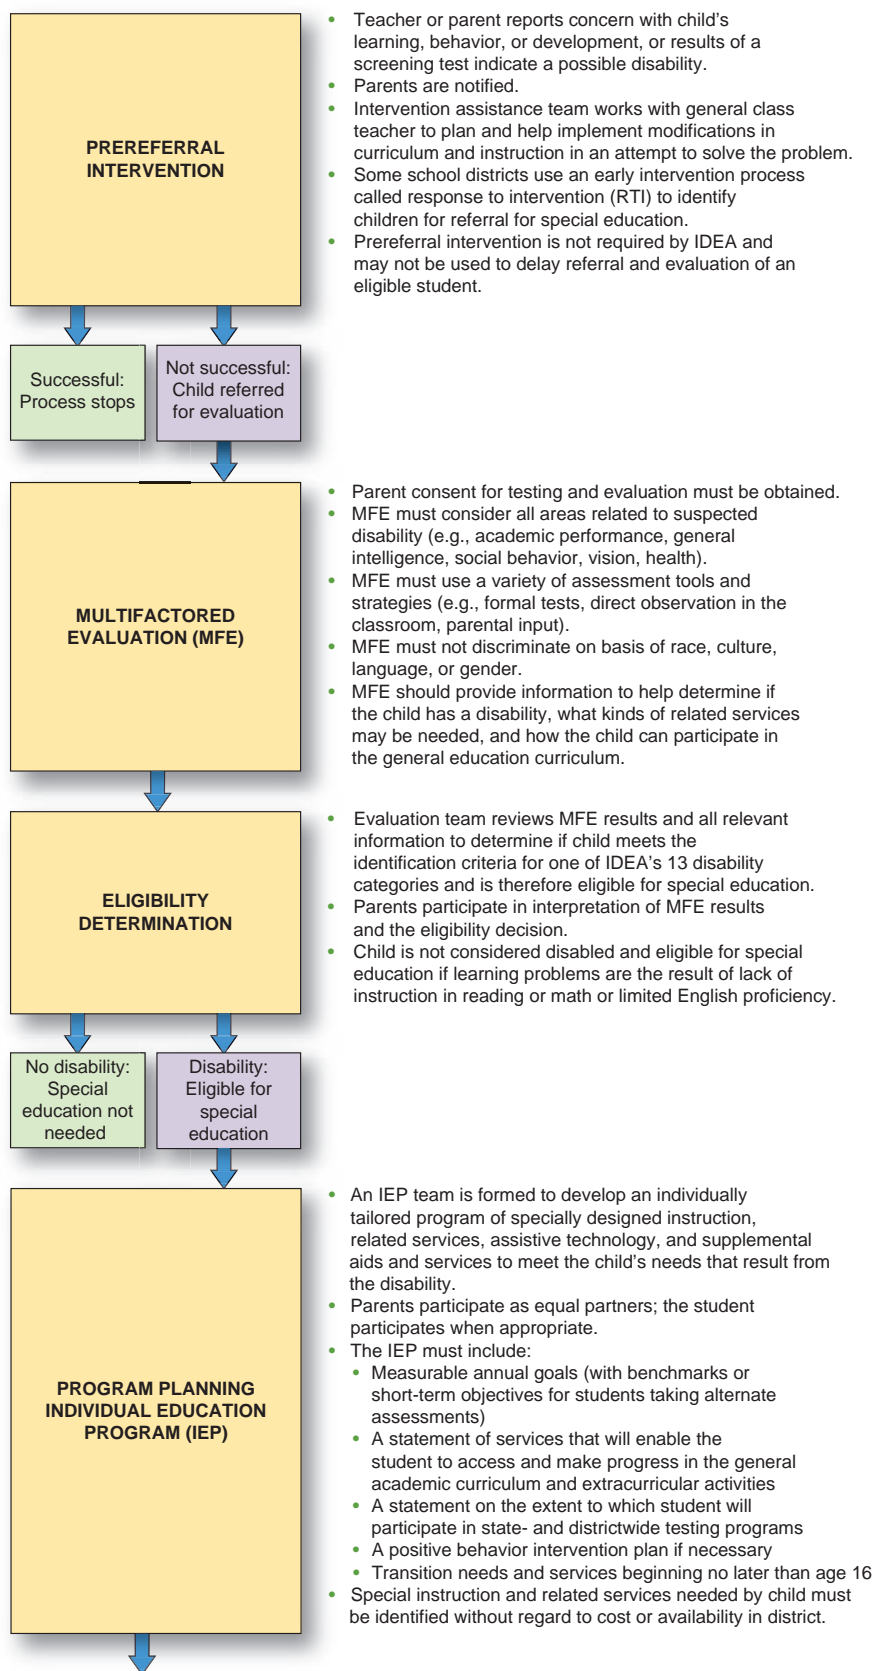 PREREFERRAL
INTERVENTION
• Teacher or parent reports concern with child's
learning, behavior, or development, or results of a
screening test indicate a possible disability.
• Parents are notified.
• Intervention assistance team works with general class
teacher to plan and help implement modifications in
curriculum and instruction in an attempt to solve the problem.
• Some school districts use an early intervention process
called response to intervention (RTI) to identify
children for referral for special education.
• Prereferral intervention is not required by IDEA and
may not be used to delay referral and evaluation of an
eligible student.
Successful:
Process stops
Not successful:
Child referred
for evaluation
MULTIFACTORED
EVALUATION (MFE)
• Parent consent for testing and evaluation must be obtained.
• MFE must consider all areas related to suspected
disability (e.g., academic performance, general
intelligence, social behavior, vision, health).
• MFE must use a variety of assessment tools and
strategies (e.g., formal tests, direct observation in the
classroom, parental input).
• MFE must not discriminate on basis of race, culture,
language, or gender.
• MFE should provide information to help determine if
the child has a disability, what kinds of related services
may be needed, and how the child can participate in
the general education curriculum.
ELIGIBILITY
DETERMINATION
• Evaluation team reviews MFE results and all relevant
information to determine if child meets the
identification criteria for one of IDEA's 13 disability
categories and is therefore eligible for special education.
• Parents participate in interpretation of MFE results
and the eligibility decision.
• Child is not considered disabled and eligible for special
education if learning problems are the result of lack of
instruction in reading or math or limited English proficiency.
No disability:
Special
education not
needed
Disability:
Eligible for
special
education
PROGRAM PLANNING
INDIVIDUAL EDUCATION
PROGRAM (IEP)
• An IEP team is formed to develop an individually
tailored program of specially designed instruction,
related services, assistive technology, and supplemental
aids and services to meet the child's needs that result from
the disability.
• Parents participate as equal partners; the student
participates when appropriate.
• The IEP must include:
• Measurable annual goals (with benchmarks or
short-term objectives for students taking alternate
assessments)
• A statement of services that will enable the
student to access and make progress in the general
academic curriculum and extracurricular activities
• A statement on the extent to which student will
participate in state- and districtwide testing programs
• A positive behavior intervention plan if necessary
• Transition needs and services beginning no later than age 16
• Special instruction and related services needed by child must
be identified without regard to cost or availability in district.